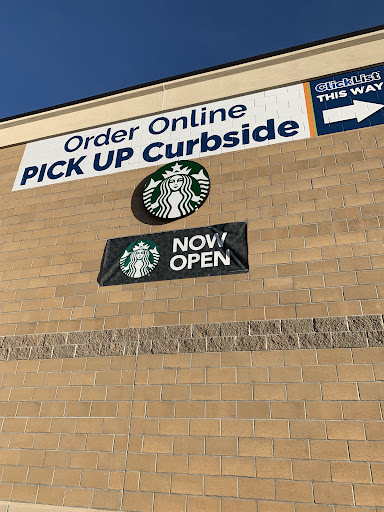 Order Online
PICK UP Curbside
ClickList
THIS WAY
NOW
OPEN